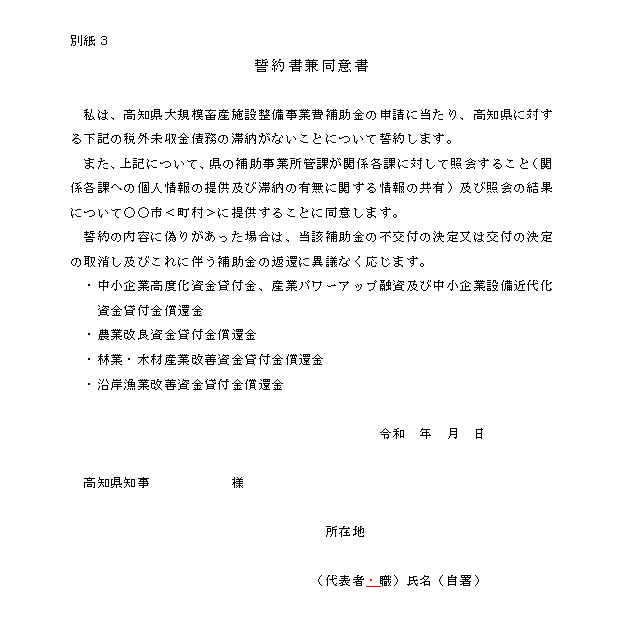 別紙３
誓約書兼同意書
私は、高知県大規模畜産施設整備事業費補助金の申請に当たり、高知県に対す
る下記の税外未収金債務の滞納がないことについて誓約します。
また、上記について、県の補助事業所管課が関係各課に対して照会すること（関
係各課への個人情報の提供及び滞納の有無に関する情報の共有）及び照会の結果
について〇〇市＜町村＞に提供することに同意します。
誓約の内容に偽りがあった場合は、当該補助金の不交付の決定又は交付の決定
の取消し及びこれに伴う補助金の返還に異議なく応じます。
・中小企業高度化資金貸付金、産業パワーアップ融資及び中小企業設備近代化
資金貸付金償還金
・農業改良資金貸付金償還金
・林業・木材産業改善資金貸付金償還金
・沿岸漁業改善資金貸付金償還金
令和　年　月　日
高知県知事　　　　　　様
所在地
（代表者・職）氏名（自署）